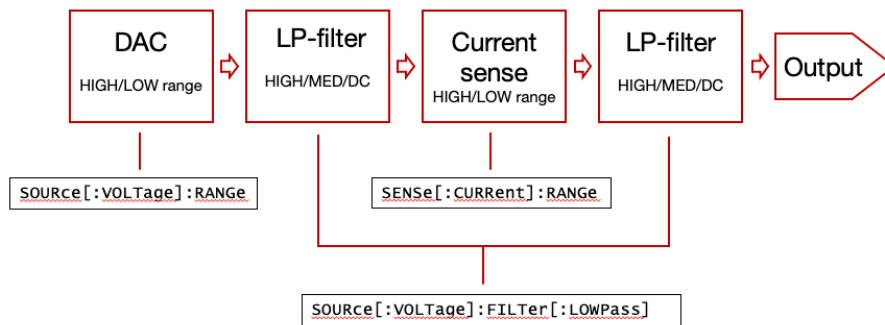 DAC
HIGH/LOW range
LP-filter
HIGH/MED/DC
Current
sense
HIGH/LOW range
LP-filter
HIGH/MED/DC
Output
SOURce[:VOLTage]:RANGe
SENSe[:CURRent]:RANGe
SOURce[:VOLTage]:FILTer[:LOWPass]